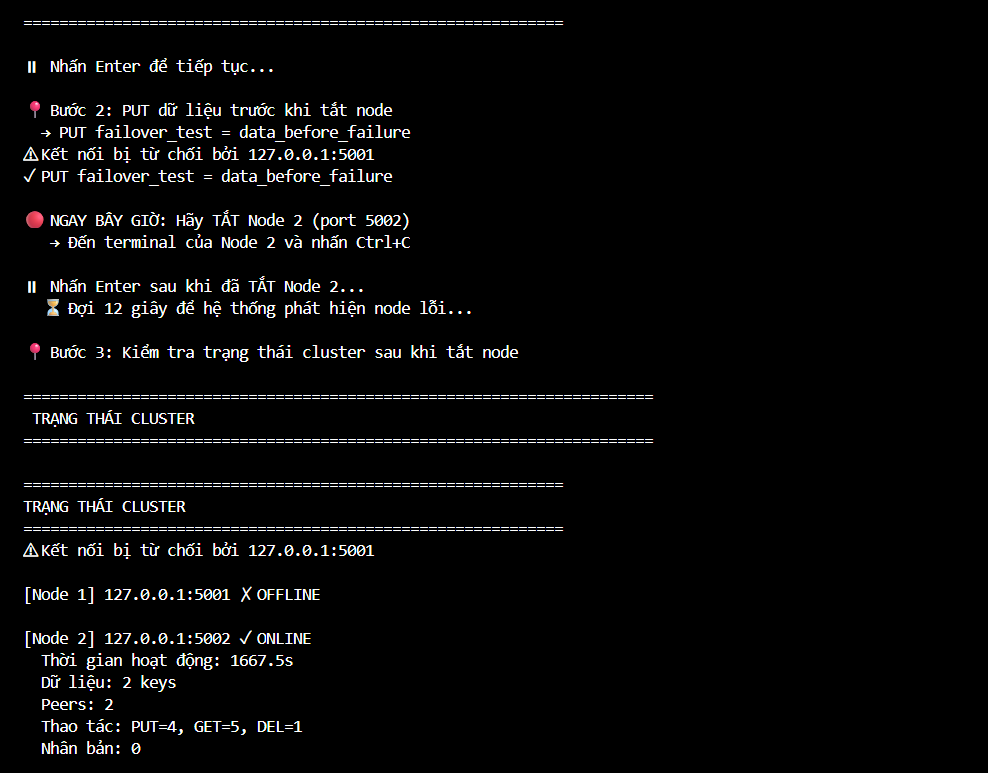 ============================================================
⏸ Nhấn Enter để tiếp tục...
📍 Bước 2: PUT dữ liệu trước khi tắt node
→ PUT failover_test = data_before_failure
⚠Kết nối bị từ chối bởi 127.0.0.1:5001
✓ PUT failover_test = data_before_failure
🔴 NGAY BÂY GIỜ: Hãy TẮT Node 2 (port 5002)
→ Đến terminal của Node 2 và nhấn Ctrl+C
⏸ Nhấn Enter sau khi đã TẮT Node 2...
⏳ Đợi 12 giây để hệ thống phát hiện node lỗi...
📍 Bước 3: Kiểm tra trạng thái cluster sau khi tắt node
======================================================================
TRẠNG THÁI CLUSTER
======================================================================
============================================================
TRẠNG THÁI CLUSTER
============================================================
⚠Kết nối bị từ chối bởi 127.0.0.1:5001
[Node 1] 127.0.0.1:5001 ✗ OFFLINE
[Node 2] 127.0.0.1:5002 ✓ ONLINE
Thời gian hoạt động: 1667.5s
Dữ liệu: 2 keys
Peers: 2
Thao tác: PUT=4, GET=5, DEL=1
Nhân bản: 0